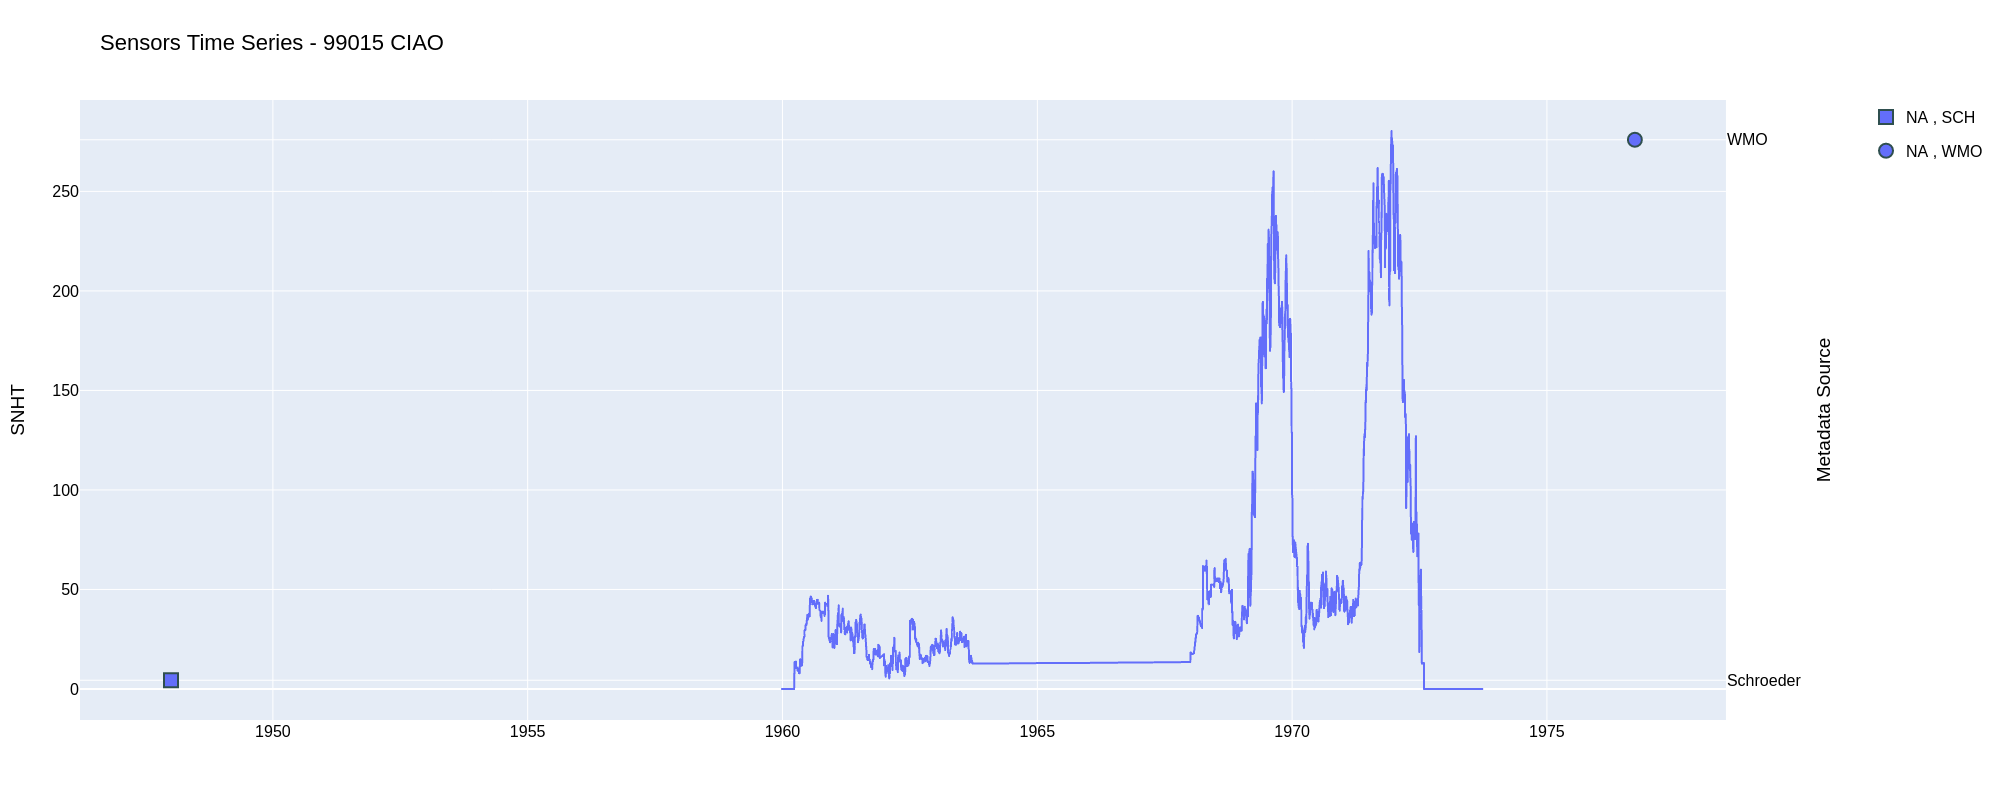 Sensors Time Series - 99015 CIAO
NA , SCH
NA , WMO
WMO
Schroeder
Metadata Source
SNHT
250
200
150
100
50
0
1950
1955
1960
1965
1970
1975